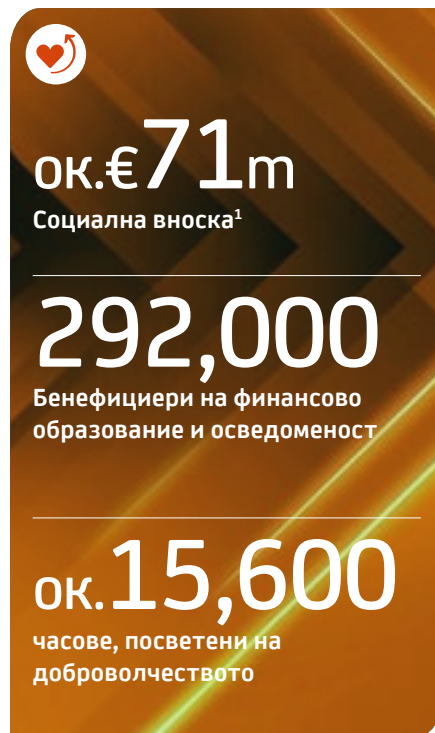 ок.€71m
Социална вноска¹
292,000
Бенефициери на финансово
образование и осведоменост
ок.15,600
часове, посветени на
доброволчеството